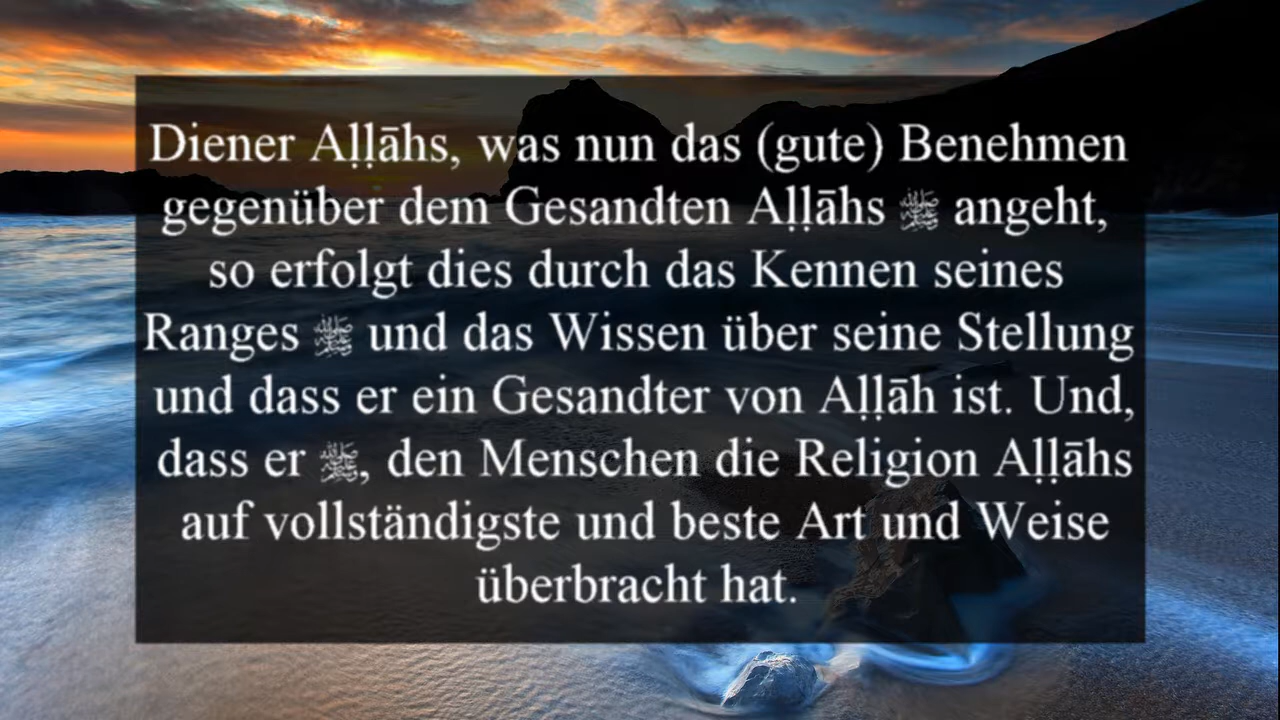 Diener Aḷḷāhs, was nun das (gute) Benehmen
gegenüber dem Gesandten Aḷḷāhs ﷺ angeht,
so erfolgt dies durch das Kennen seines
Ranges ﷺ und das Wissen über seine Stellung
und dass er ein Gesandter von Aḷḷāh ist. Und,
dass er ﷺ, den Menschen die Religion Aḷḷāhs
auf vollständigste und beste Art und Weise
überbracht hat.